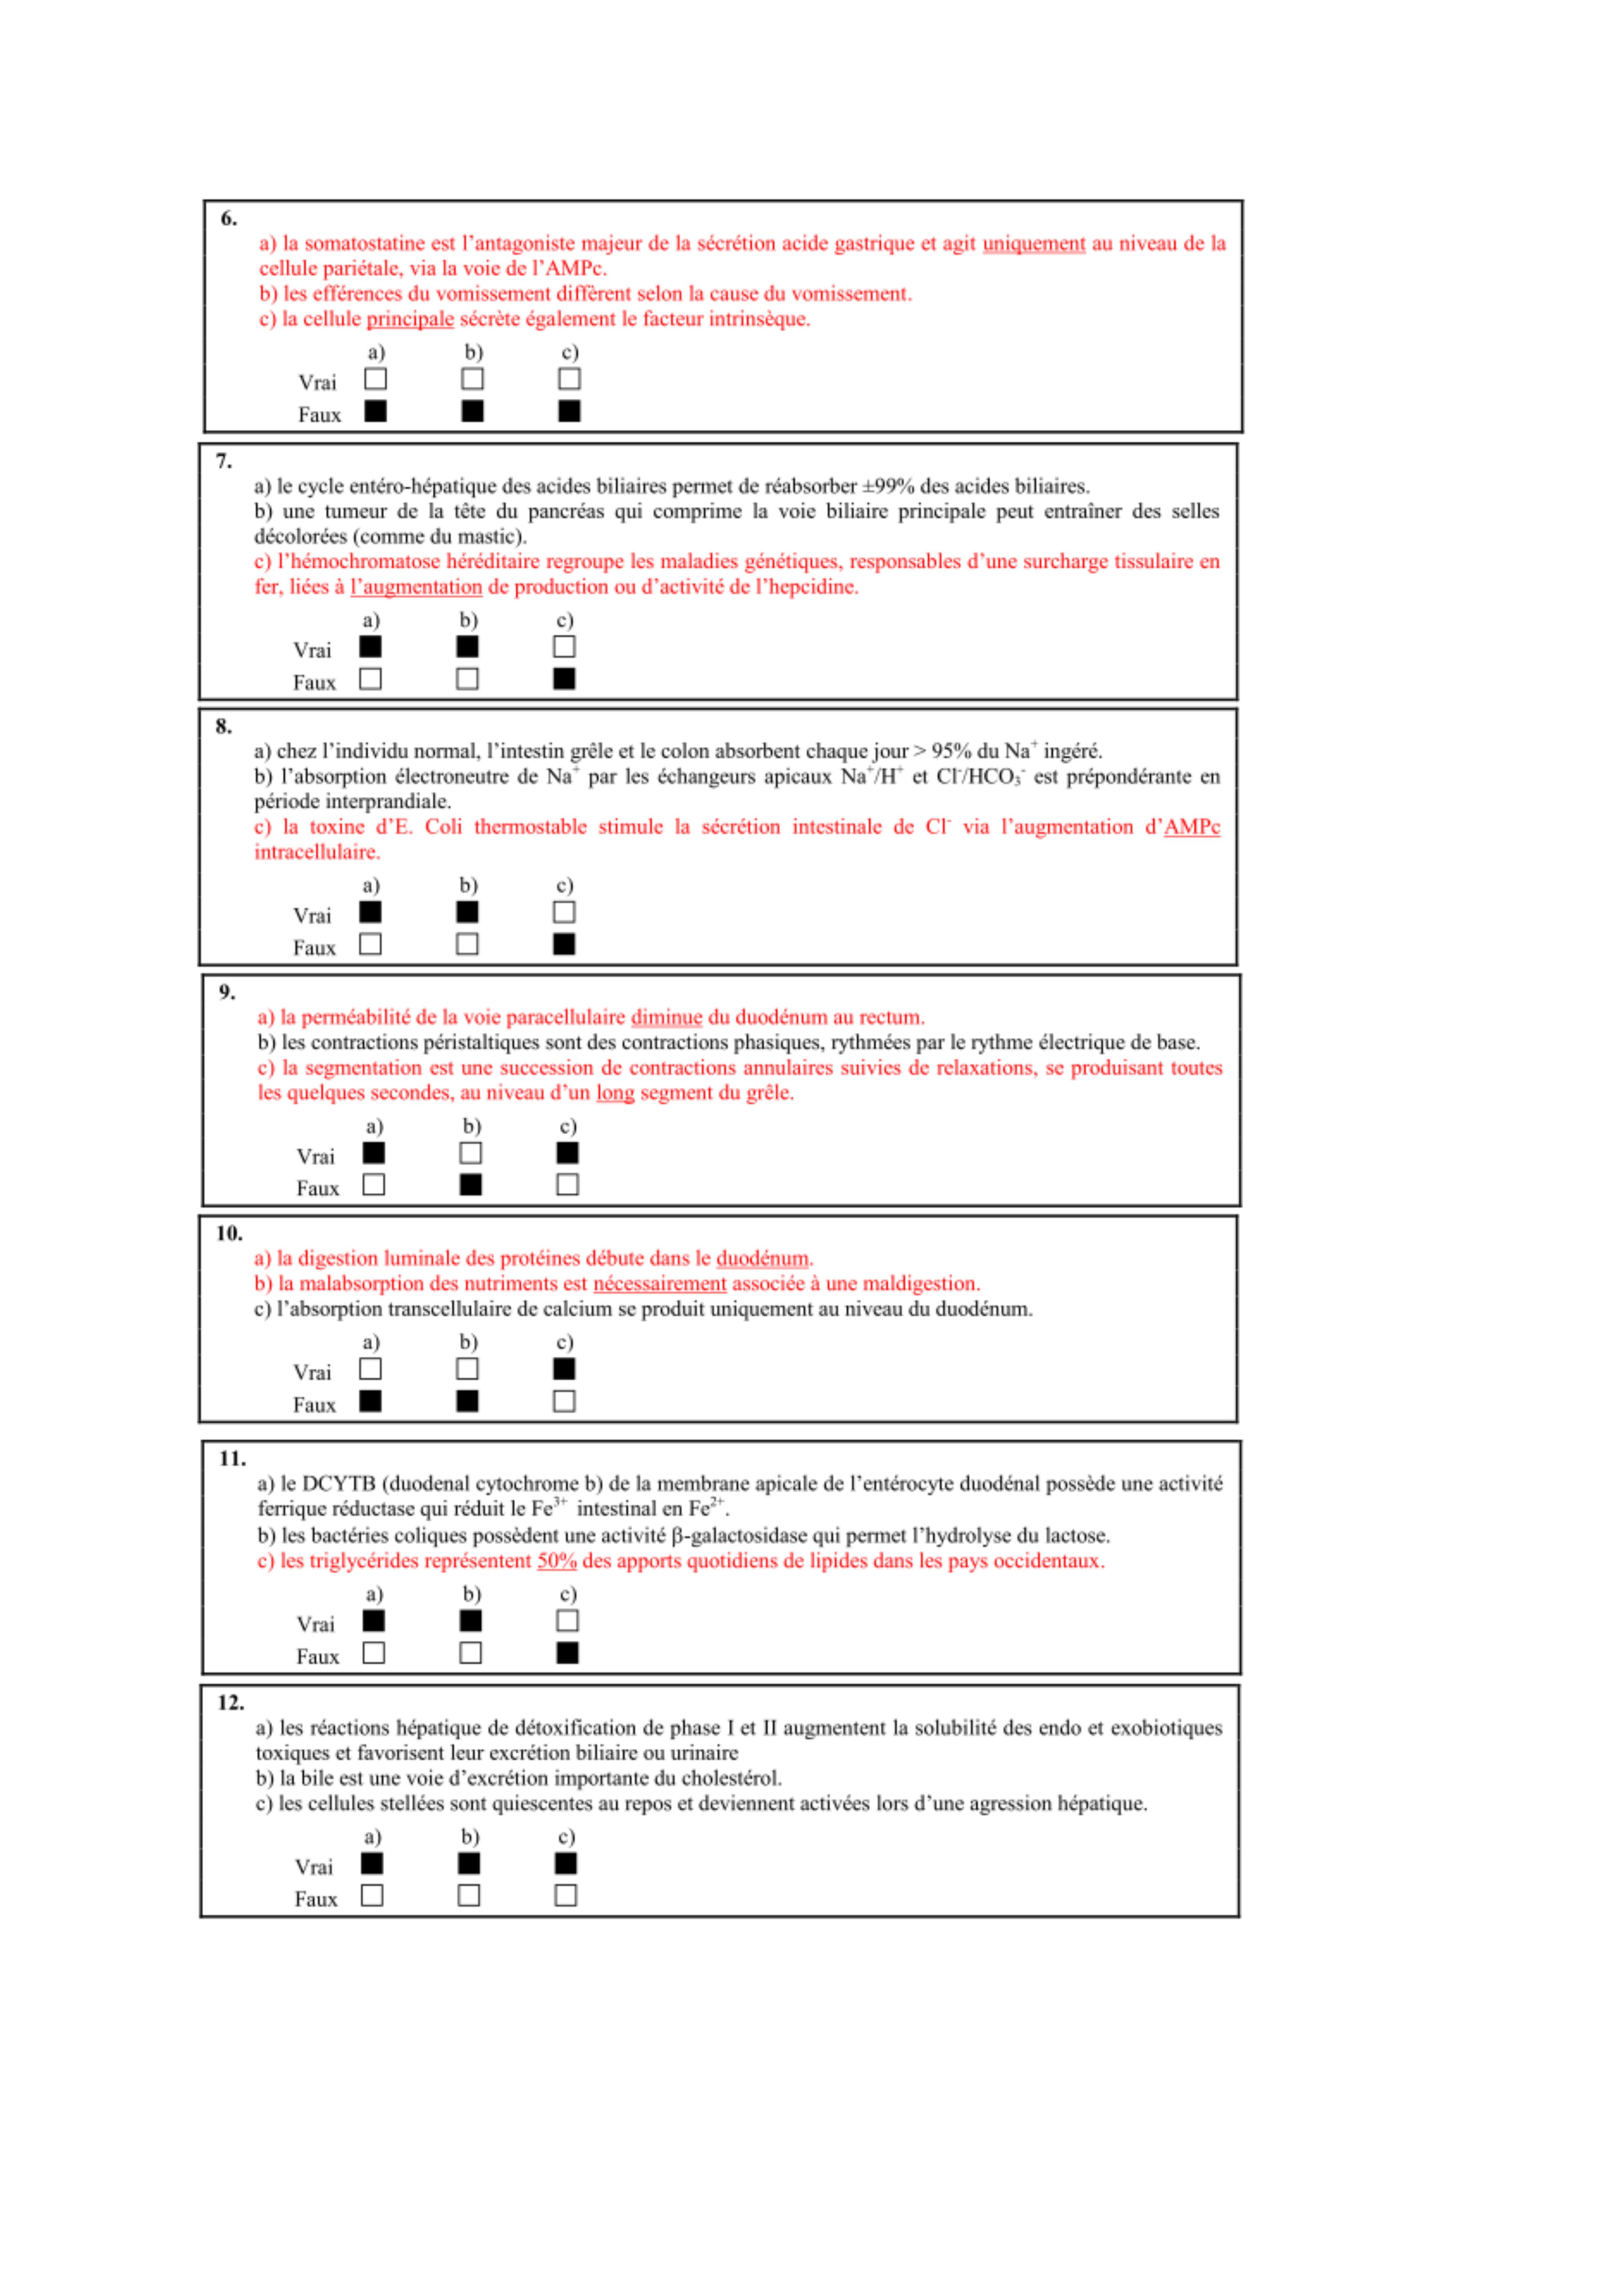 6.
a) la somatostatine est l'antagoniste majeur de la sécrétion acide gastrique et agit uniquement au niveau de la
cellule pariétale, via la voie de l'AMPc.
b) les efférences du vomissement diffèrent selon la cause du vomissement.
c) la cellule principale sécrète également le facteur intrinsèque.
a) b) c)
Vrai □ □ □
Faux ■ ■ ■
7.
a) le cycle entéro-hépatique des acides biliaires permet de réabsorber ±99% des acides biliaires.
b) une tumeur de la tête du pancréas qui comprime la voie biliaire principale peut entraîner des selles
décolorées (comme du mastic).
c) l'hémochromatose héréditaire regroupe les maladies génétiques, responsables d'une surcharge tissulaire en
fer, liées à l'augmentation de production ou d'activité de l'hepcidine.
a) b) c)
Vrai ■ ■ □
Faux □ □ ■
8.
a) chez l'individu normal, l'intestin grêle et le colon absorbent chaque jour > 95% du Na⁺ ingéré.
b) l'absorption électroneutre de Na⁺ par les échangeurs apicaux Na⁺/H⁺ et Cl⁻/HCO₃⁻ est prépondérante en
période interprandiale.
c) la toxine d'E. Coli thermostable stimule la sécrétion intestinale de Cl⁻ via l'augmentation d'AMPc
intracellulaire.
a) b) c)
Vrai ■ ■ □
Faux □ □ ■
9.
a) la perméabilité de la voie paracellulaire diminue du duodénum au rectum.
b) les contractions péristaltiques sont des contractions phasiques, rythmées par le rythme électrique de base.
c) la segmentation est une succession de contractions annulaires suivies de relaxations, se produisant toutes
les quelques secondes, au niveau d'un long segment du grêle.
a) b) c)
Vrai ■ □ ■
Faux □ ■ □
10.
a) la digestion luminale des protéines débute dans le duodénum.
b) la malabsorption des nutriments est nécessairement associée à une maldigestion.
c) l'absorption transcellulaire de calcium se produit uniquement au niveau du duodénum.
a) b) c)
Vrai □ □ ■
Faux ■ ■ □
11.
a) le DCYTB (duodenal cytochrome b) de la membrane apicale de l'entérocyte duodénal possède une activité
ferrique réductase qui réduit le Fe³⁺ intestinal en Fe²⁺.
b) les bactéries coliques possèdent une activité β-galactosidase qui permet l'hydrolyse du lactose.
c) les triglycérides représentent 50% des apports quotidiens de lipides dans les pays occidentaux.
a) b) c)
Vrai ■ ■ □
Faux □ □ ■
12.
a) les réactions hépatique de détoxification de phase I et II augmentent la solubilité des endo et exobiotiques
toxiques et favorisent leur excrétion biliaire ou urinaire
b) la bile est une voie d'excrétion importante du cholestérol.
c) les cellules stellées sont quiescentes au repos et deviennent activées lors d'une agression hépatique.
a) b) c)
Vrai ■ ■ ■
Faux □ □ □